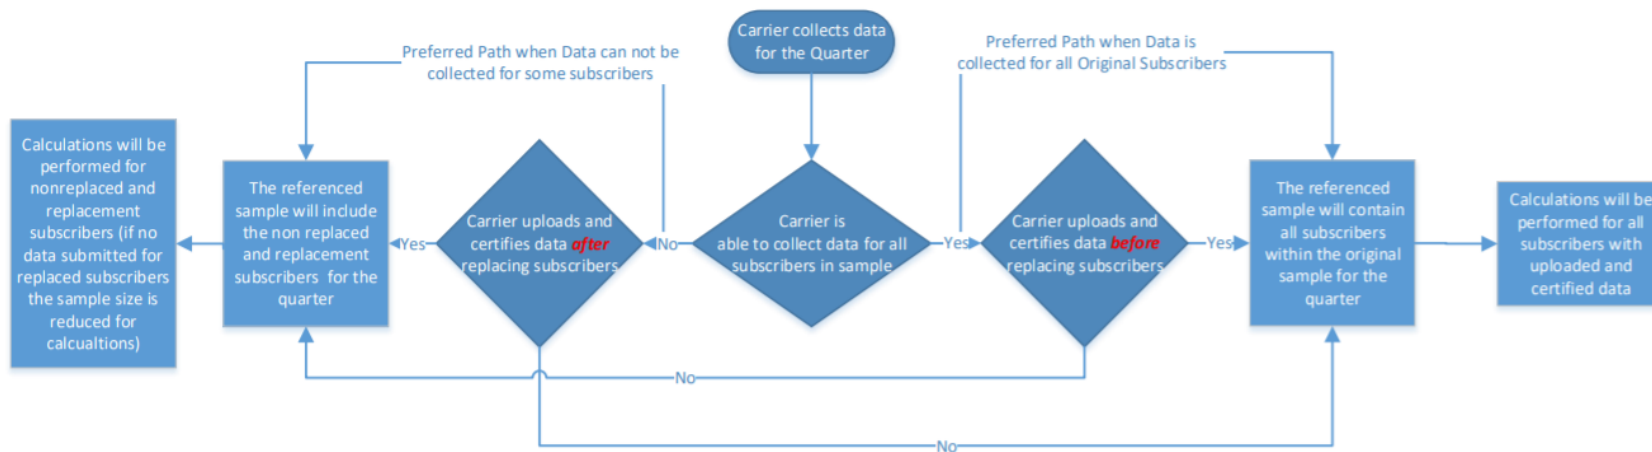 Carrier collects data
for the Quarter
Preferred Path when Data can not be
collected for some subscribers
Preferred Path when Data is
collected for all Original Subscribers
Calculations will be
performed for
nonreplaced and
replacement
subscribers (if no
data submitted for
replaced subscribers
the sample size is
reduced for
calcualtions)
The referenced
sample will include
the non replaced
and replacement
subscribers for the
quarter
Yes
Carrier uploads and
certifies data after
replacing subscribers
No
Carrier is
able to collect data for all
subscribers in sample
Yes
Carrier uploads and
certifies data before
replacing subscribers
Yes
The referenced
sample will contain
all subscribers
within the original
sample for the
quarter
Calculations will be
performed for all
subscribers with
uploaded and
certified data
No
No